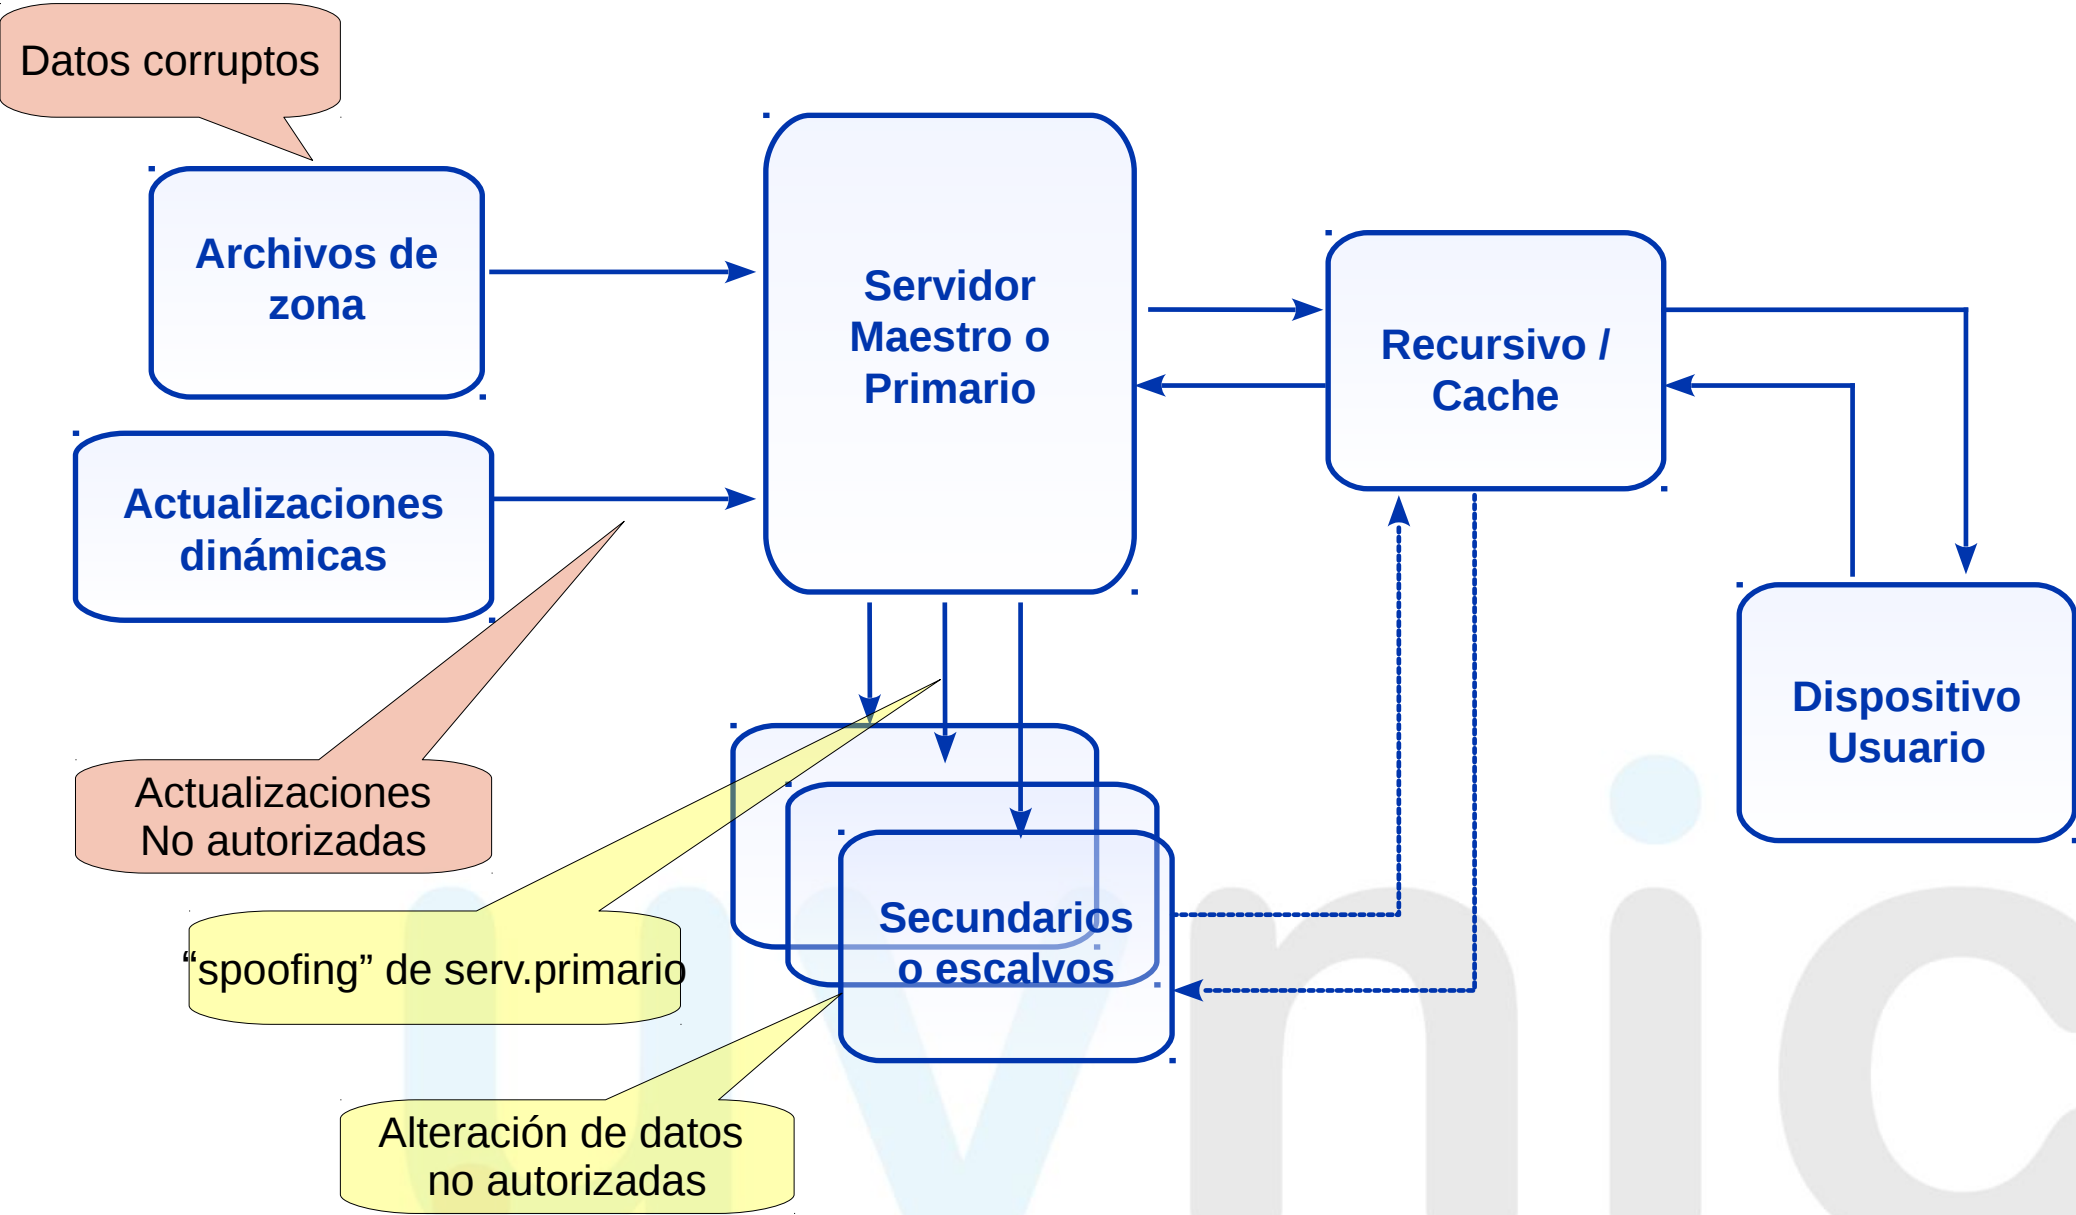 Datos corruptos
Archivos de
zona
Servidor
Maestro o
Primario
Recursivo /
Cache
Actualizaciones
dinámicas
Dispositivo
Usuario
Actualizaciones
No autorizadas
Secundarios
o escalvos
“spoofing” de serv.primario
Alteración de datos
no autorizadas
uvnic